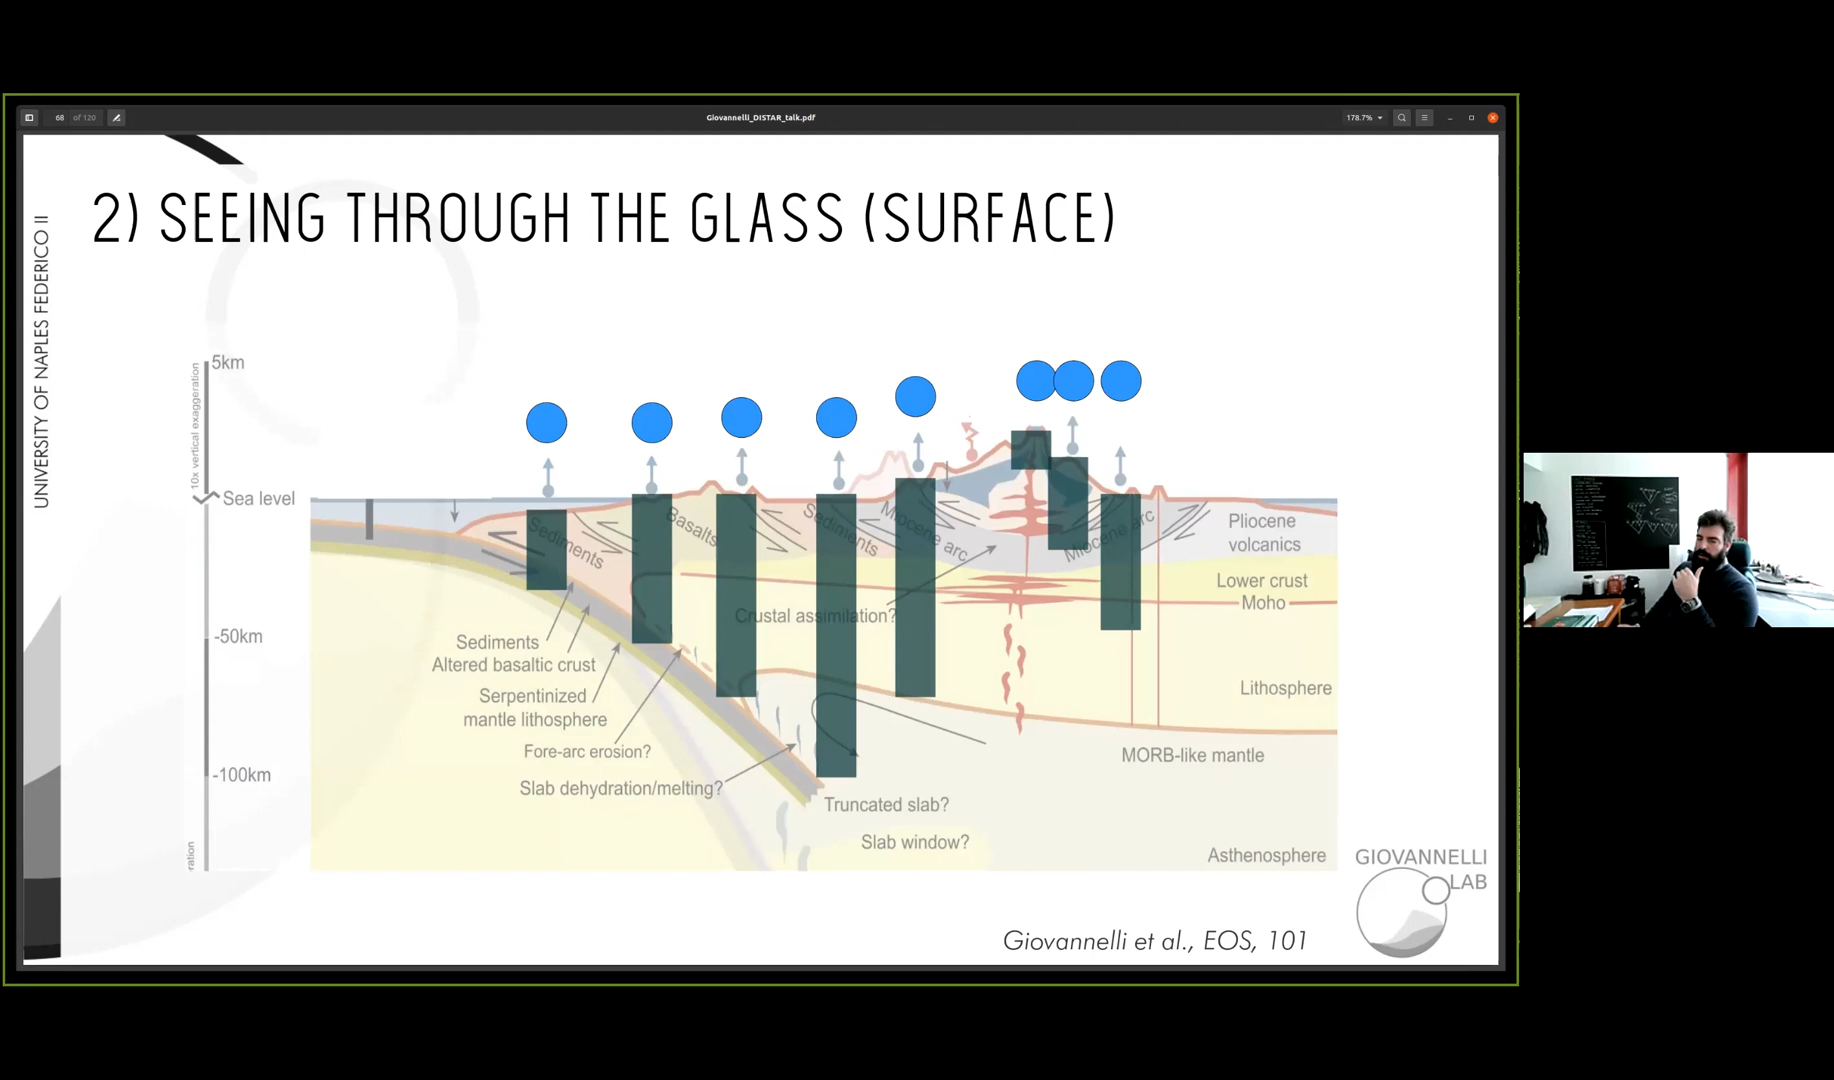 68 of 120
Giovannelli_DISTAR_talk.pdf
178.7%
UNIVERSITY OF NAPLES FEDERICO II
2) SEEING THROUGH THE GLASS (SURFACE)
10x vertical exaggeration
5km
Sea level
-50km
-100km
ration
Sediments
Basalts
Sediments
Miocene arc
Miocene arc
Pliocene
volcanics
Lower crust
Moho
Crustal assimilation?
Sediments
Altered basaltic crust
Serpentinized
mantle lithosphere
Fore-arc erosion?
Slab dehydration/melting?
Lithosphere
MORB-like mantle
Truncated slab?
Slab window?
Asthenosphere
GIOVANNELLI
LAB
Giovannelli et al., EOS, 101